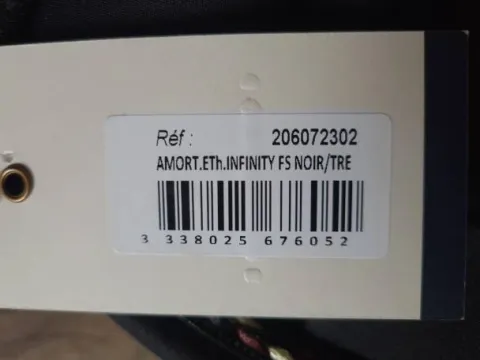 Réf : 206072302
AMORT.ETh.INFINITY FS NOIR/TRE
3 338025 676052